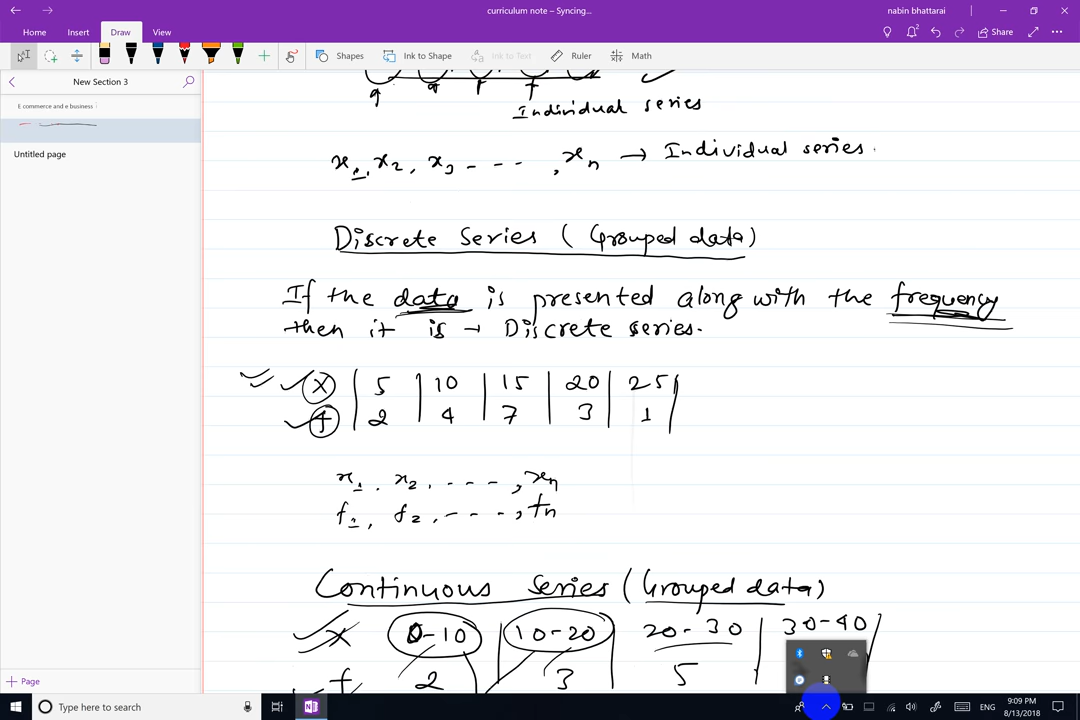 curriculum note - Syncing...
nabin bhattarai
Home Insert Draw View
Share
Shapes Ink to Shape Ink to Text Ruler Math
New Section 3
E commerce and e business
Untitled page
Individual series
x1, x2, x3 - - - , xn → Individual series.
Discrete Series (Grouped data)
If the data is presented along with the frequency
then it is → Discrete series.
x | 5 | 10 | 15 | 20 | 25 |
f | 2 | 4 | 7 | 3 | 1 |
x1, x2, - - - - , xn
f1, f2, - - - - , fn
Continuous Series (Grouped data)
x 0-10 | 10-20 | 20-30 | 30-40
f 2 3 5
+ Page
Type here to search
ENG
9:09 PM
8/13/2018